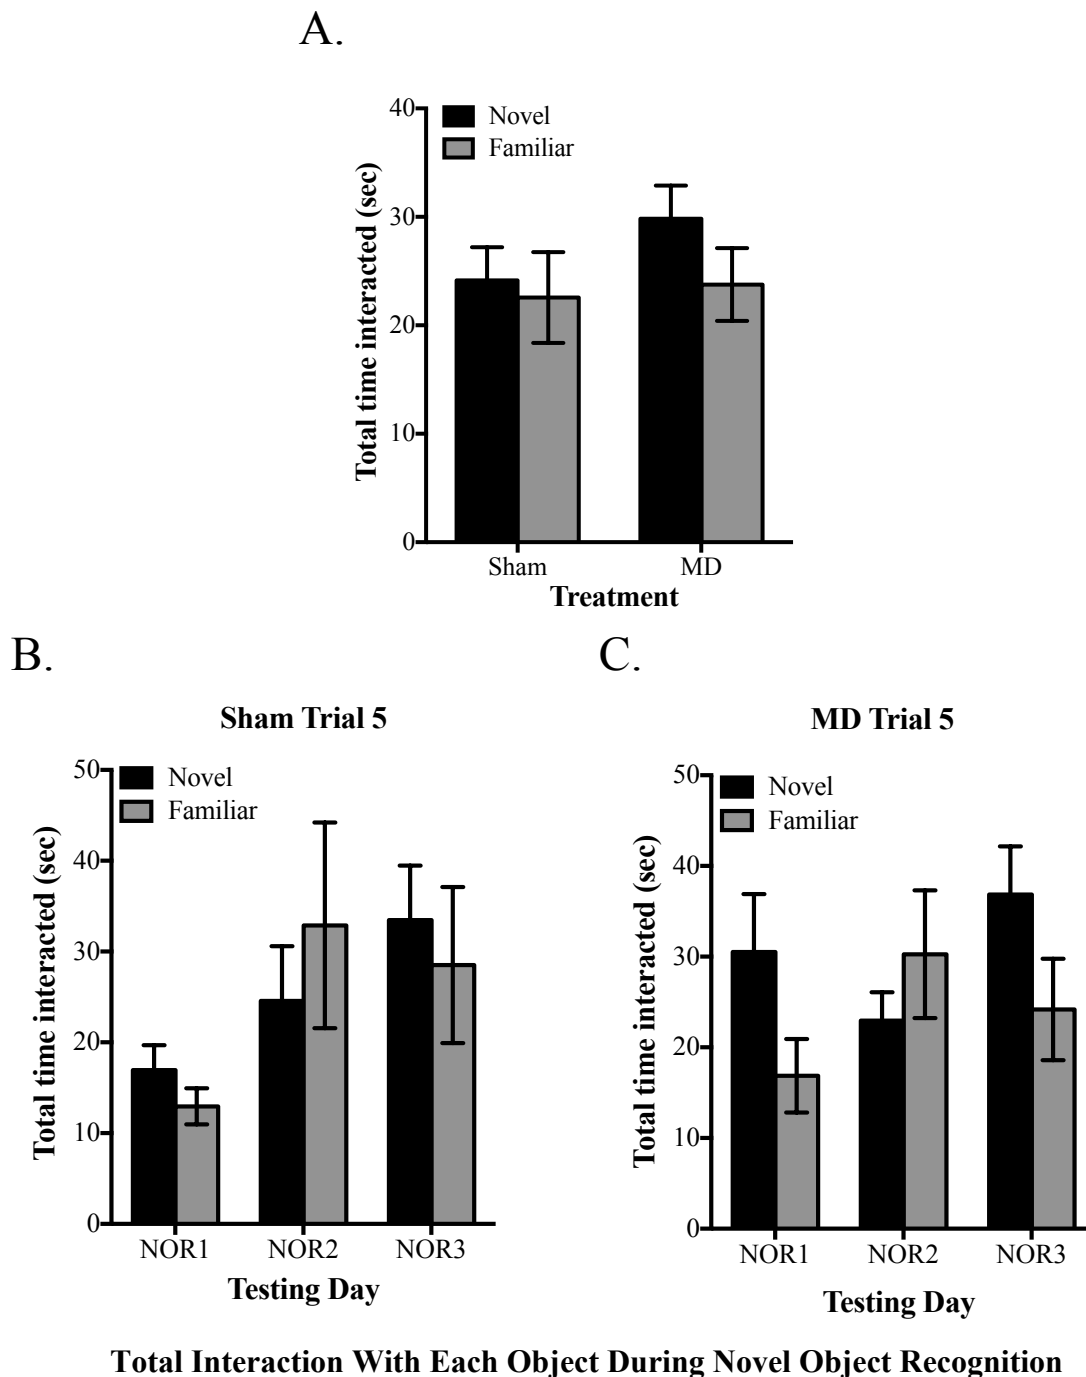 A.
40
Novel
Familiar
30
20
10
0
Total time interacted (sec)
Sham MD
Treatment
B.
Sham Trial 5
50
Novel
Familiar
40
30
20
10
0
Total time interacted (sec)
NOR1 NOR2 NOR3
Testing Day
C.
MD Trial 5
50
Novel
Familiar
40
30
20
10
0
Total time interacted (sec)
NOR1 NOR2 NOR3
Testing Day
Total Interaction With Each Object During Novel Object Recognition